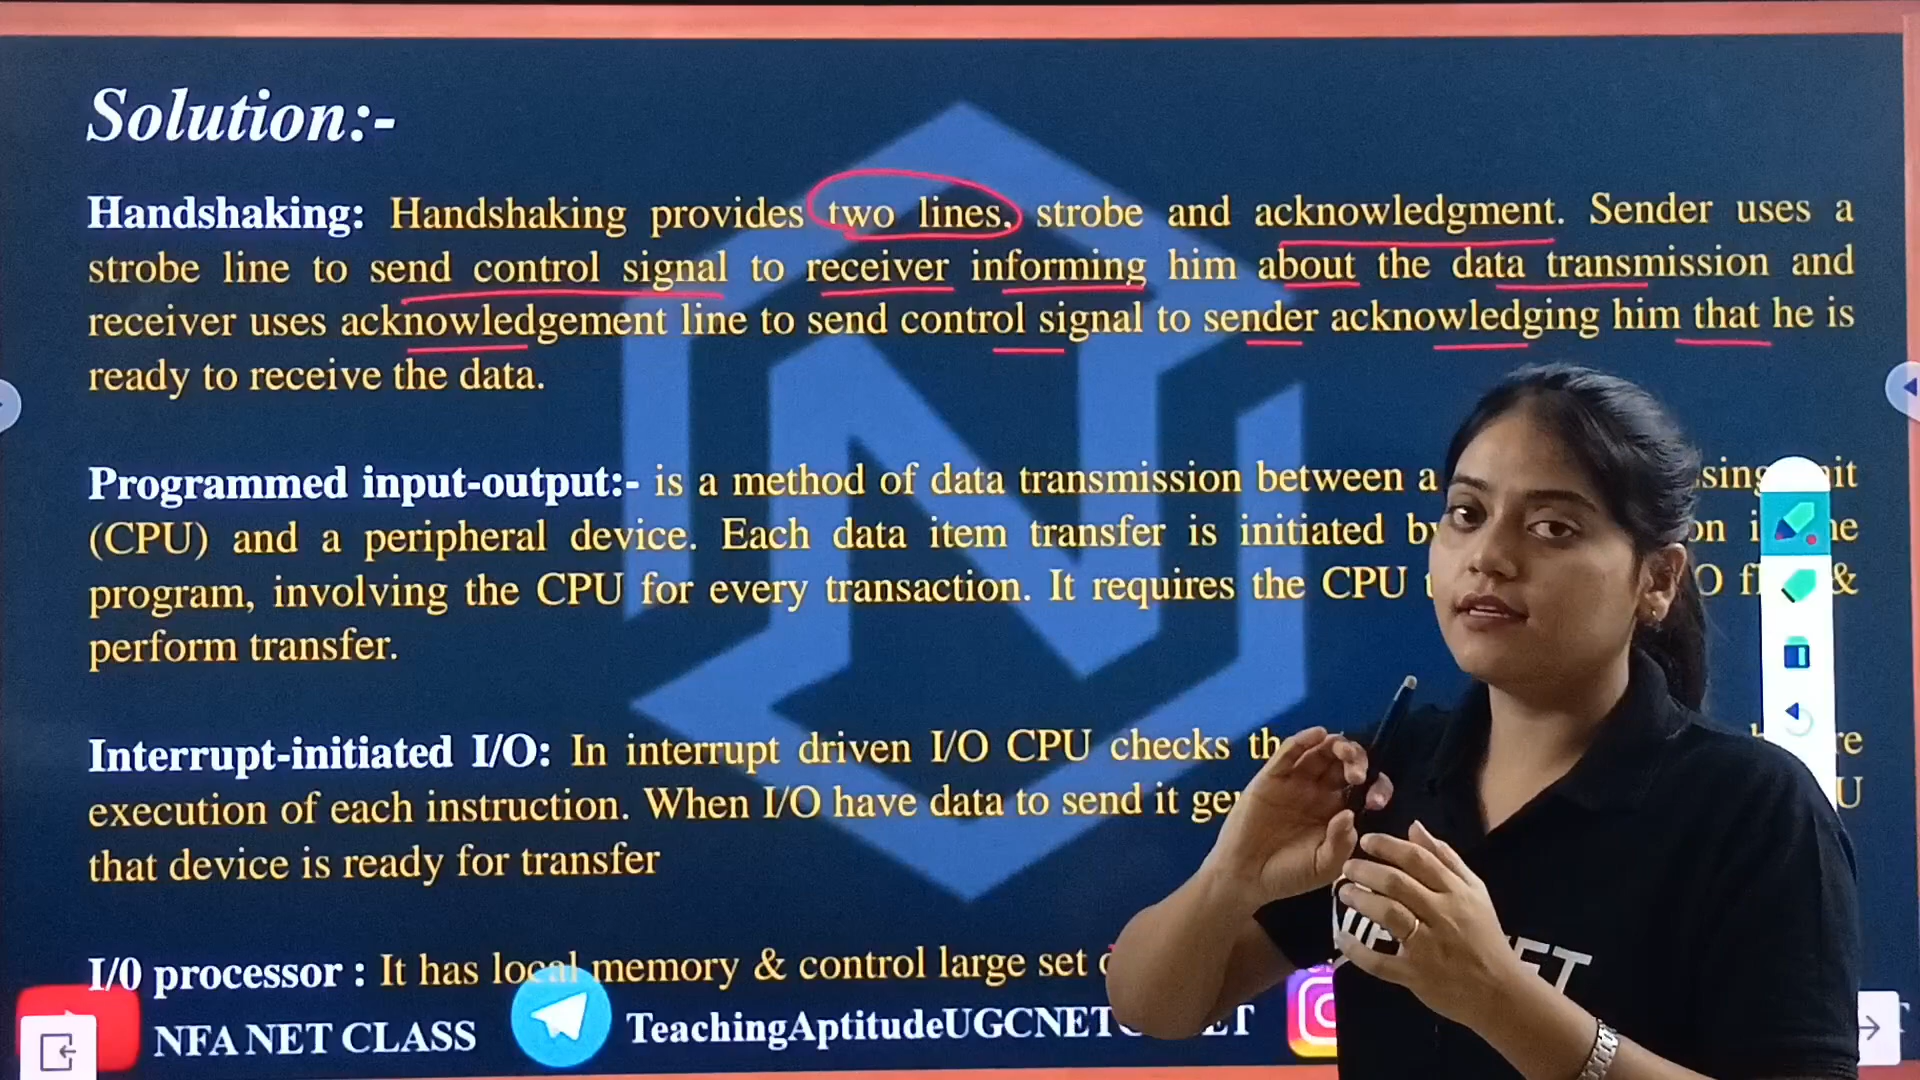 Solution:-
Handshaking: Handshaking provides two lines, strobe and acknowledgment. Sender uses a
strobe line to send control signal to receiver informing him about the data transmission and
receiver uses acknowledgement line to send control signal to sender acknowledging him that he is
ready to receive the data.
Programmed input-output:- is a method of data transmission between a
(CPU) and a peripheral device. Each data item transfer is initiated by
program, involving the CPU for every transaction. It requires the CPU &
perform transfer.
Interrupt-initiated I/O: In interrupt driven I/O CPU checks
execution of each instruction. When I/O have data to send it
that device is ready for transfer
I/0 processor : It has local memory & control large set
NFA NET CLASS